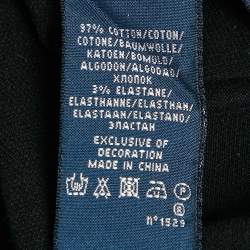 97% COTTON/COTON/
COTONE/BAUMWOLLE/
KATOEN/BOMULD/
ALGODON/ALGODAO/
ХЛОПОК
3% ELASTANE/
ELASTHANNE/ELASTHAN/
ELASTAAN/ELASTANO/
ЭЛАСТАН
EXCLUSIVE OF
DECORATION
MADE IN CHINA
P
R
n°1529